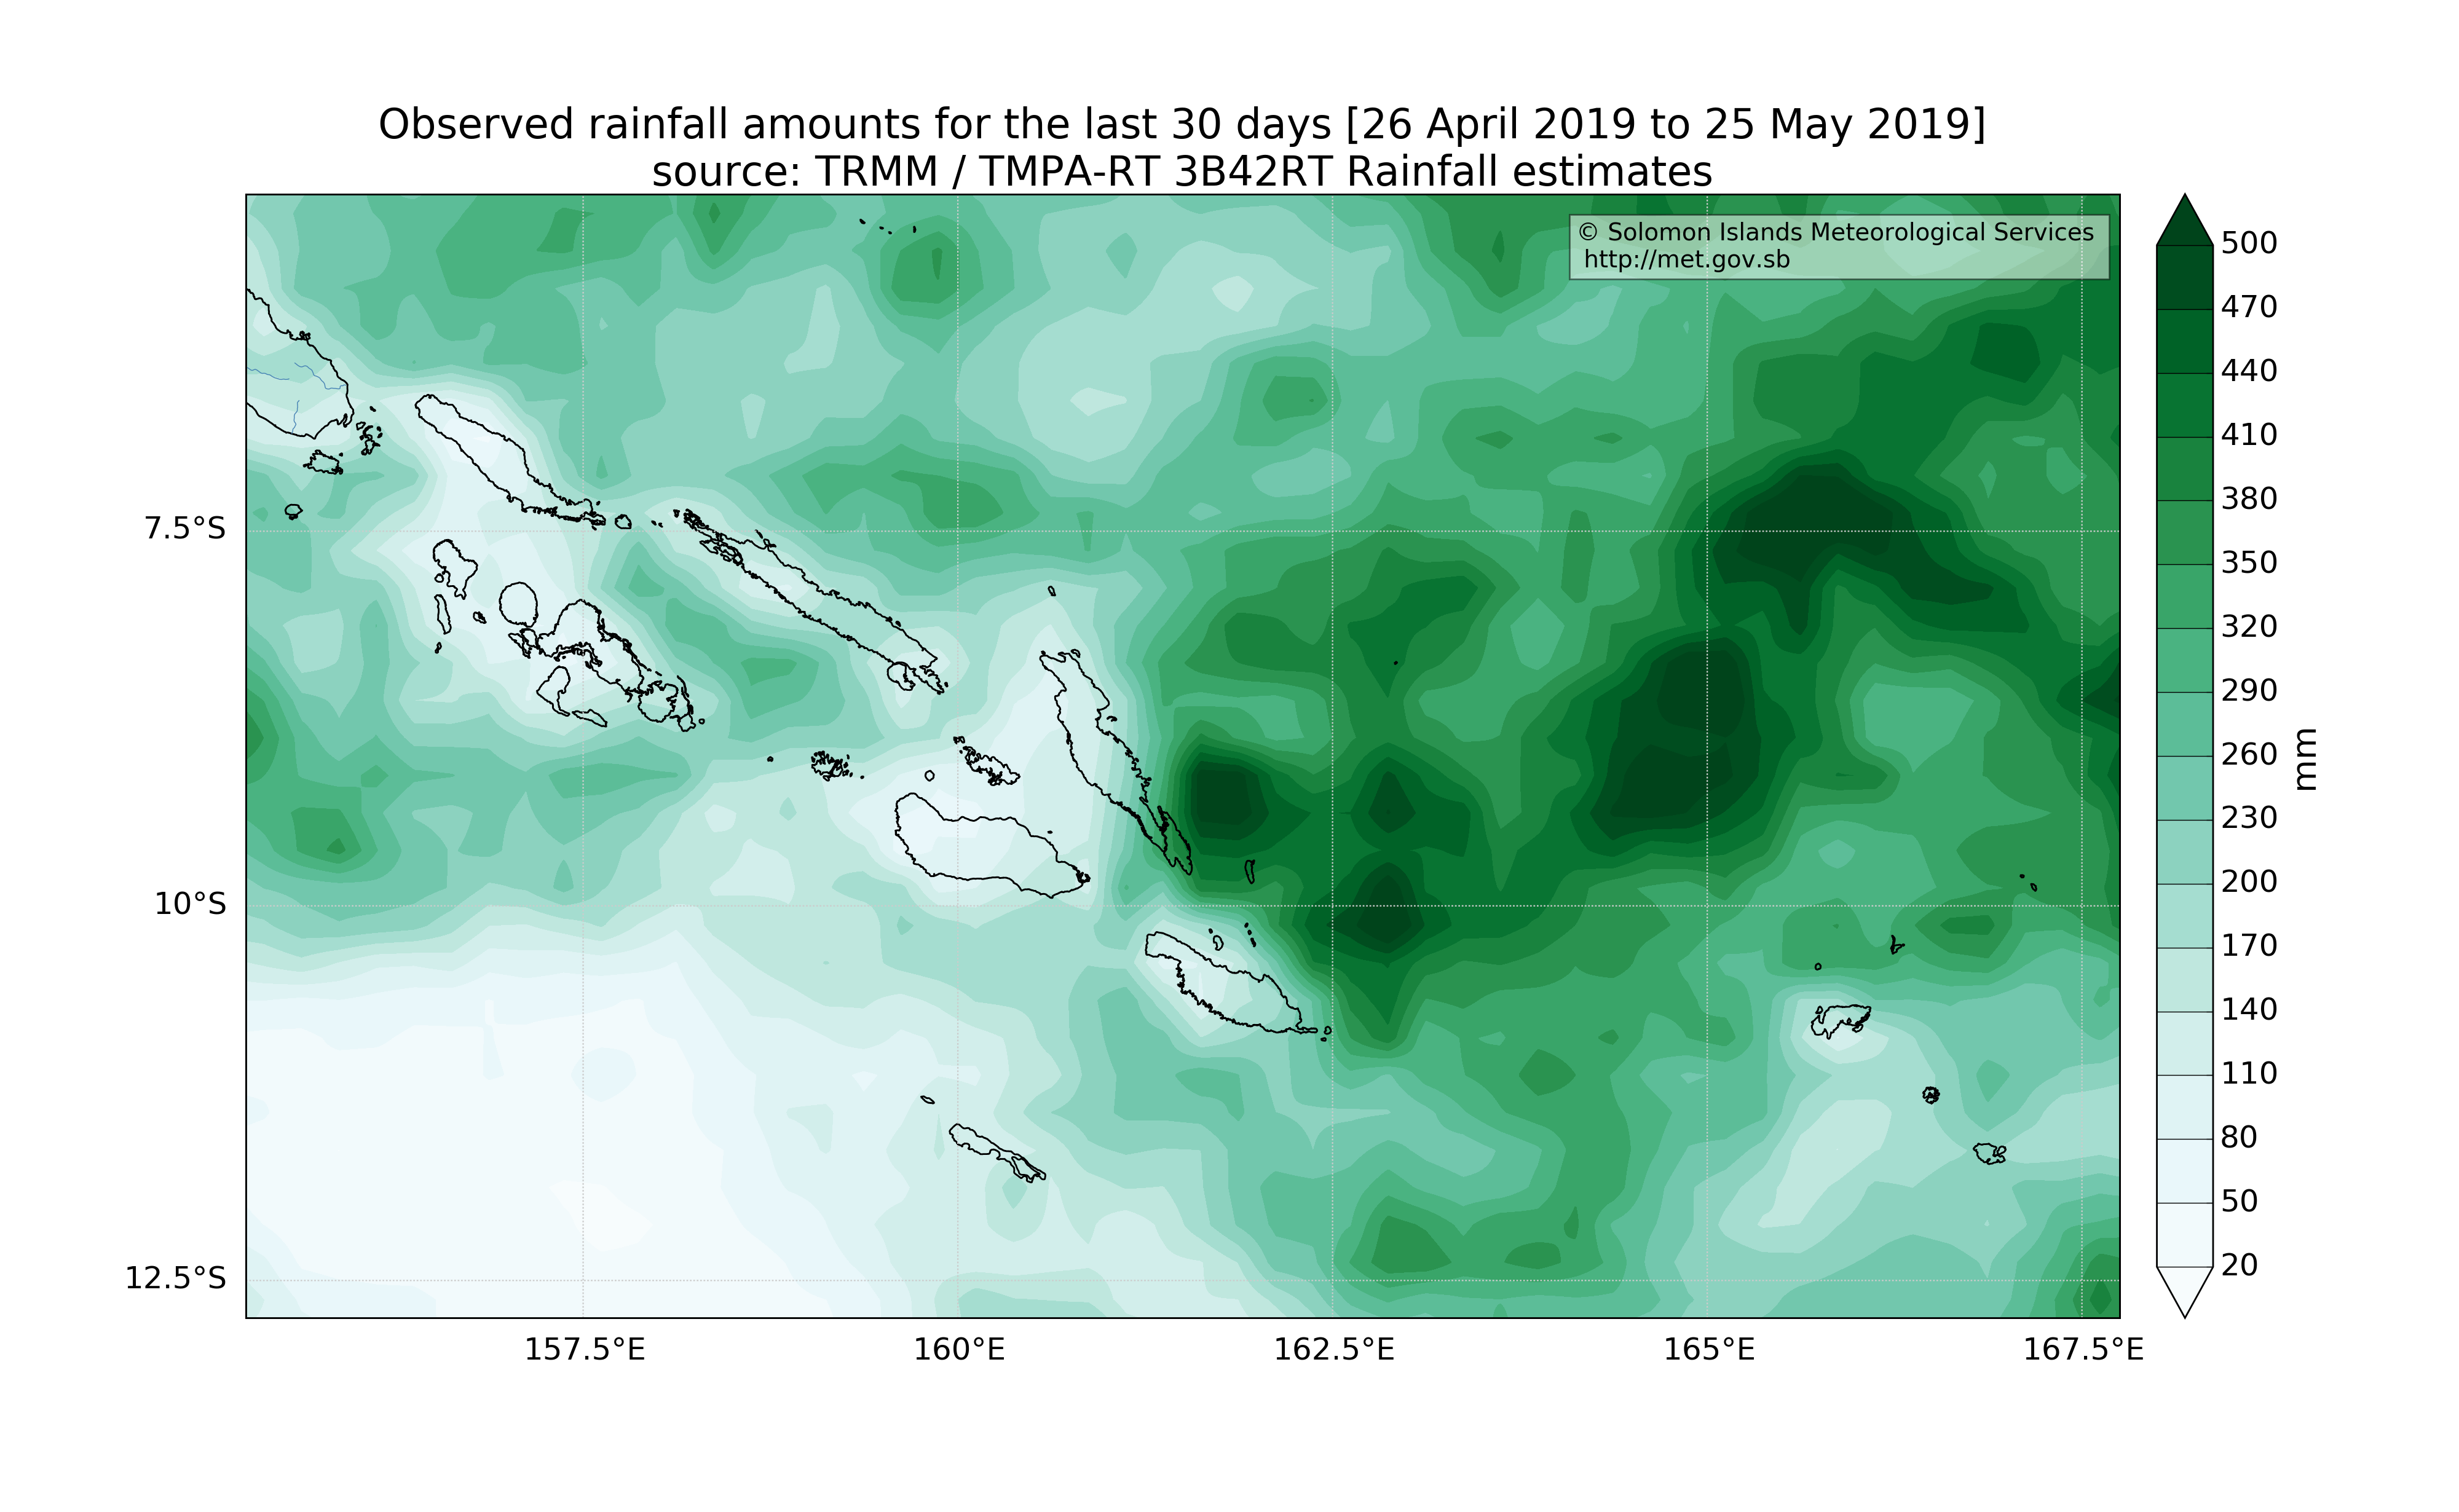 Observed rainfall amounts for the last 30 days [26 April 2019 to 25 May 2019]
source: TRMM / TMPA-RT 3B42RT Rainfall estimates
© Solomon Islands Meteorological Services
http://met.gov.sb
7.5°S
10°S
12.5°S
157.5°E
160°E
162.5°E
165°E
167.5°E
500
470
440
410
380
350
320
290
260
230
200
170
140
110
80
50
20
mm